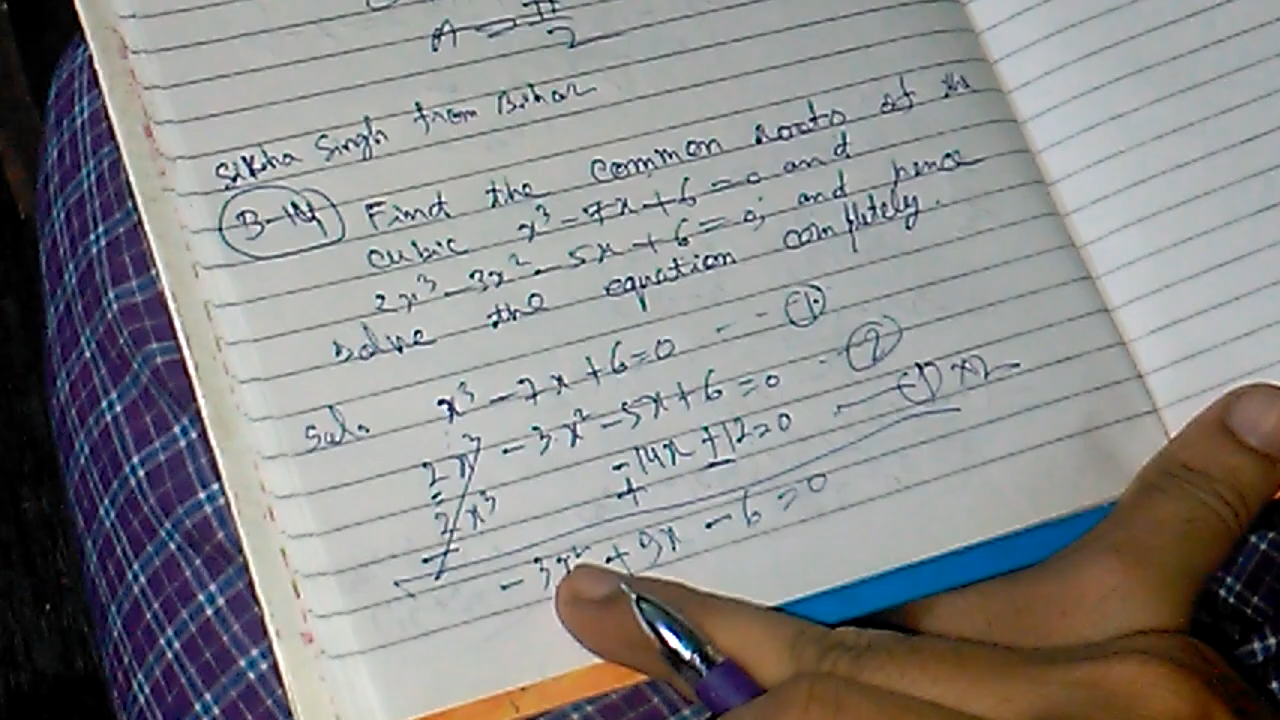 A = π/2
Siksha Singh from Bihar
B-14 Find the common roots of the
cubic x³ - 7x + 6 = 0 and
2x³ - 3x² - 5x + 6 = 0, and hence
solve the equation completely.
Sol. x³ - 7x + 6 = 0 -- ①
2x³ - 3x² - 5x + 6 = 0 -- ②
2x³ - 14x + 12 = 0 -- ① × 2
- + -
- 3x² + 9x - 6 = 0